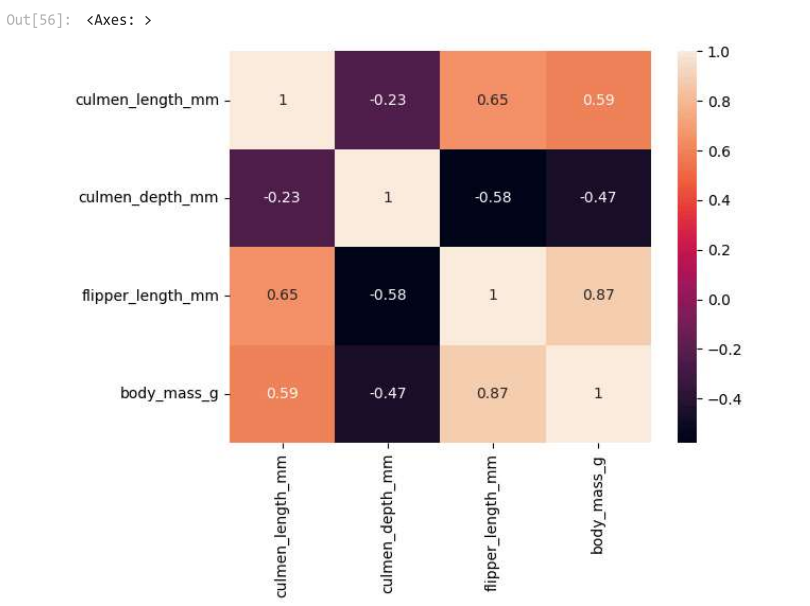 Out[56]: <Axes: >
1.0
culmen_length_mm 1 -0.23 0.65 0.59
0.8
0.6
culmen_depth_mm -0.23 1 -0.58 -0.47
0.4
0.2
flipper_length_mm 0.65 -0.58 1 0.87
0.0
−0.2
body_mass_g 0.59 -0.47 0.87 1
−0.4
culmen_length_mm
culmen_depth_mm
flipper_length_mm
body_mass_g